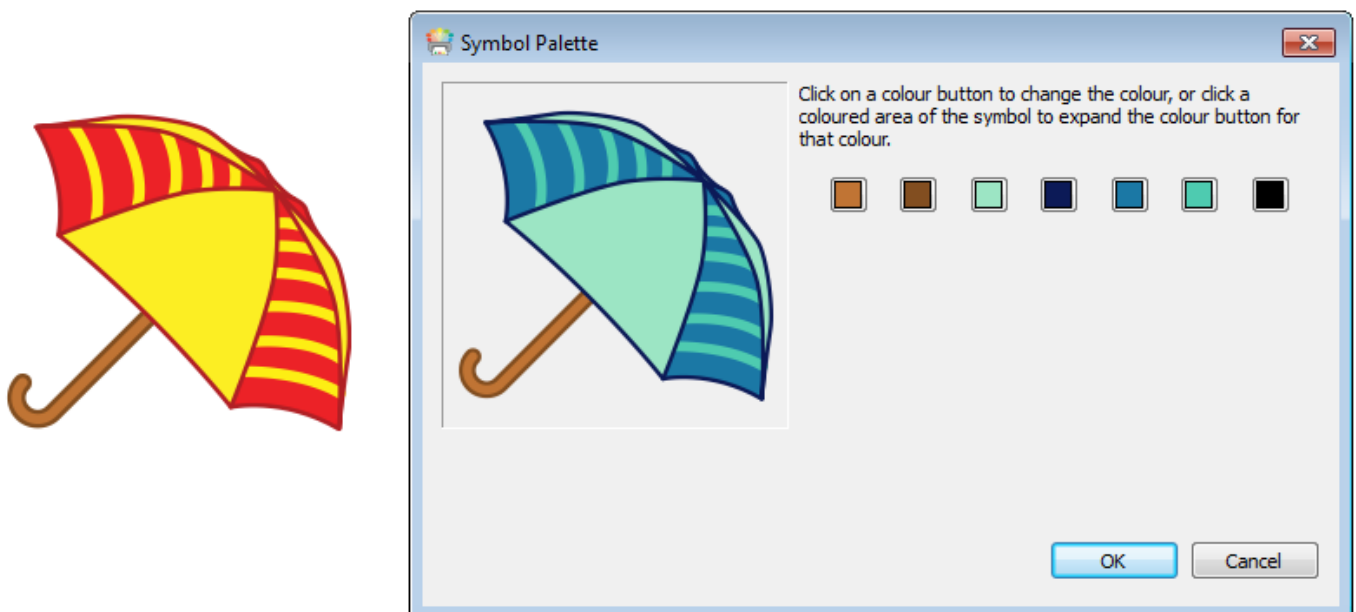 Symbol Palette
Click on a colour button to change the colour, or click a
coloured area of the symbol to expand the colour button for
that colour.
OK
Cancel